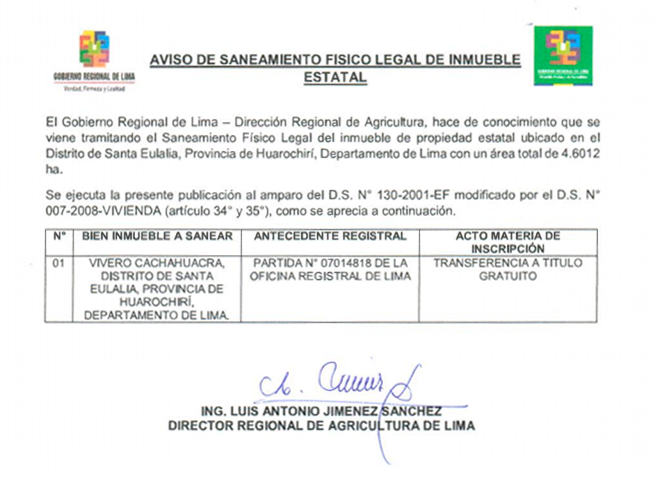 AVISO DE SANEAMIENTO FISICO LEGAL DE INMUEBLE
ESTATAL
GOBIERNO REGIONAL DE LIMA
Verdad, Firmeza y Lealtad
GOBIERNO REGIONAL DE LIMA
El Gobierno Regional de Lima – Dirección Regional de Agricultura, hace de conocimiento que se
viene tramitando el Saneamiento Físico Legal del inmueble de propiedad estatal ubicado en el
Distrito de Santa Eulalia, Provincia de Huarochirí, Departamento de Lima con un área total de 4.6012
ha.
Se ejecuta la presente publicación al amparo del D.S. N° 130-2001-EF modificado por el D.S. N°
007-2008-VIVIENDA (artículo 34° y 35°), como se aprecia a continuación.
N° BIEN INMUEBLE A SANEAR ANTECEDENTE REGISTRAL ACTO MATERIA DE
INSCRIPCIÓN
01 VIVERO CACHAHUACRA, PARTIDA N° 07014818 DE LA TRANSFERENCIA A TITULO
DISTRITO DE SANTA OFICINA REGISTRAL DE LIMA GRATUITO
EULALIA, PROVINCIA DE
HUAROCHIRÍ,
DEPARTAMENTO DE LIMA.
ING. LUIS ANTONIO JIMENEZ SANCHEZ
DIRECTOR REGIONAL DE AGRICULTURA DE LIMA